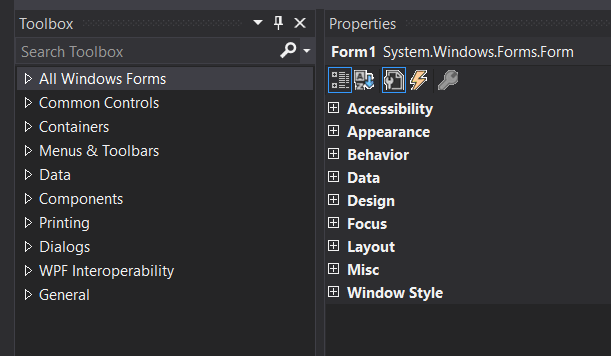 Toolbox
Search Toolbox
All Windows Forms
Common Controls
Containers
Menus & Toolbars
Data
Components
Printing
Dialogs
WPF Interoperability
General
Properties
Form1 System.Windows.Forms.Form
Accessibility
Appearance
Behavior
Data
Design
Focus
Layout
Misc
Window Style